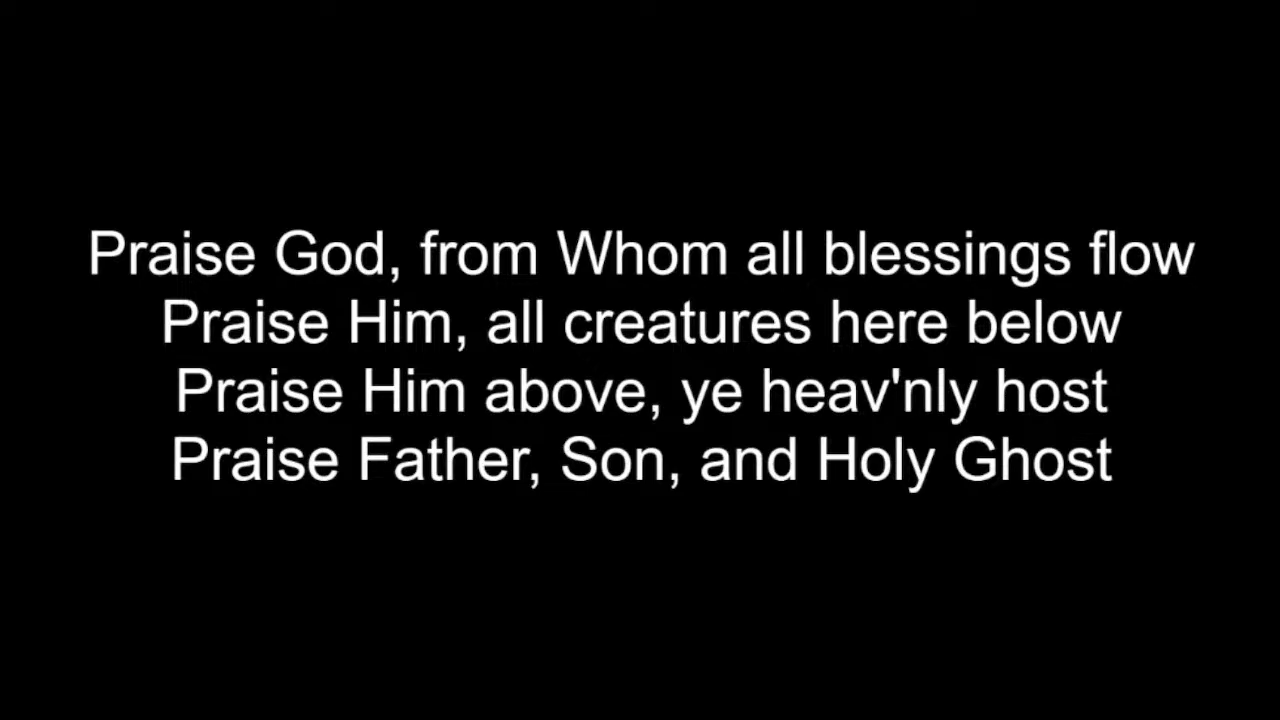 Praise God, from Whom all blessings flow
Praise Him, all creatures here below
Praise Him above, ye heav'nly host
Praise Father, Son, and Holy Ghost